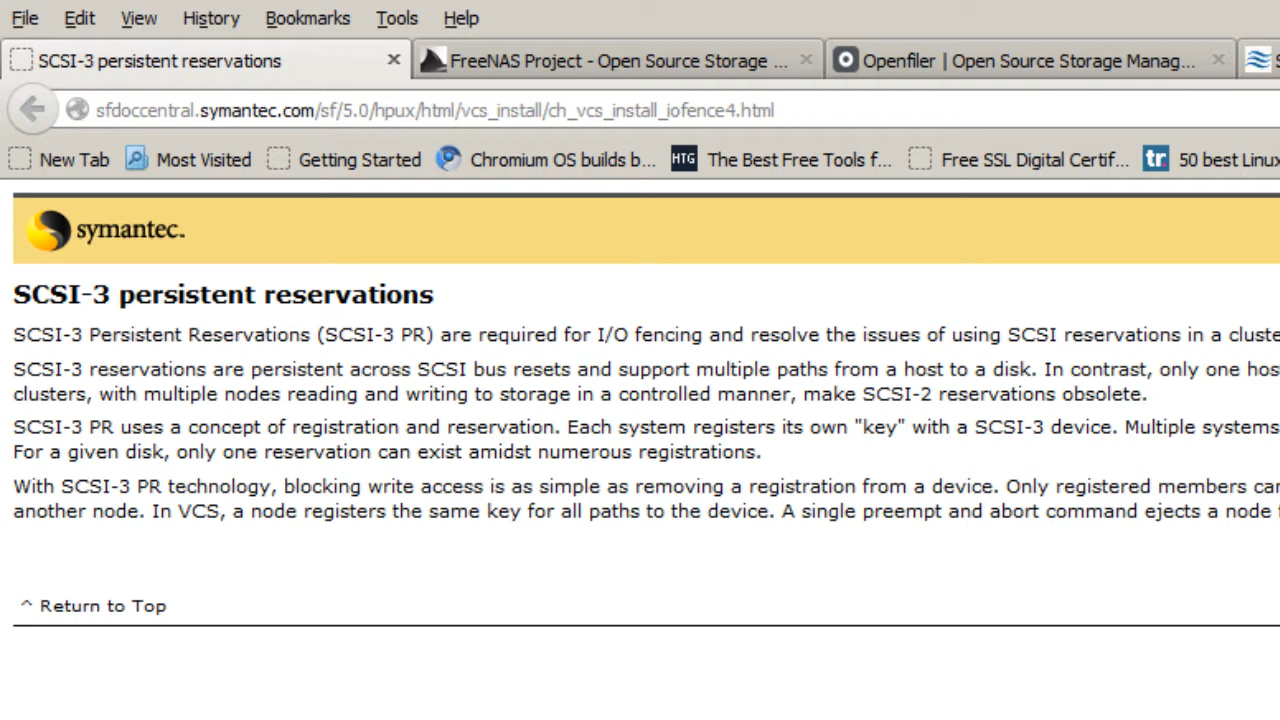 File Edit View History Bookmarks Tools Help
SCSI-3 persistent reservations × FreeNAS Project - Open Source Storage ... × Openfiler | Open Source Storage Manag... ×
sfdoccentral.symantec.com/sf/5.0/hpux/html/vcs_install/ch_vcs_install_iofence4.html
New Tab Most Visited Getting Started Chromium OS builds b... HTG The Best Free Tools f... Free SSL Digital Certif... tr. 50 best Linux
symantec.
SCSI-3 persistent reservations
SCSI-3 Persistent Reservations (SCSI-3 PR) are required for I/O fencing and resolve the issues of using SCSI reservations in a cluste
SCSI-3 reservations are persistent across SCSI bus resets and support multiple paths from a host to a disk. In contrast, only one hos
clusters, with multiple nodes reading and writing to storage in a controlled manner, make SCSI-2 reservations obsolete.
SCSI-3 PR uses a concept of registration and reservation. Each system registers its own "key" with a SCSI-3 device. Multiple systems
For a given disk, only one reservation can exist amidst numerous registrations.
With SCSI-3 PR technology, blocking write access is as simple as removing a registration from a device. Only registered members can
another node. In VCS, a node registers the same key for all paths to the device. A single preempt and abort command ejects a node
^ Return to Top